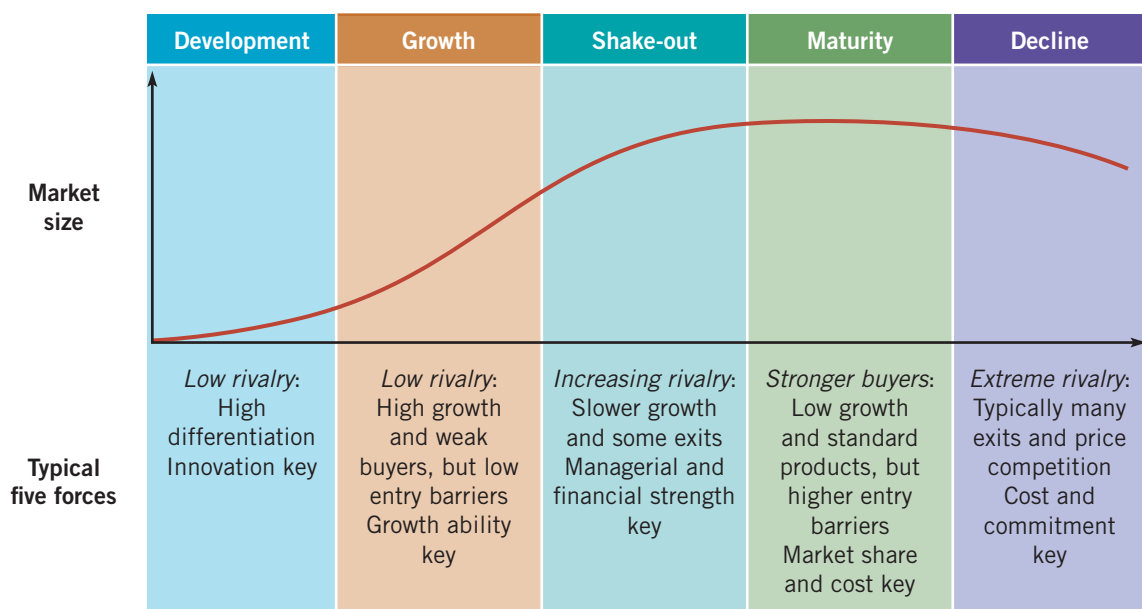 Development
Growth
Shake-out
Maturity
Decline
Market
size
Typical
five forces
Low rivalry:
High
differentiation
Innovation key
Low rivalry:
High growth
and weak
buyers, but low
entry barriers
Growth ability
key
Increasing rivalry:
Slower growth
and some exits
Managerial and
financial strength
key
Stronger buyers:
Low growth
and standard
products, but
higher entry
barriers
Market share
and cost key
Extreme rivalry:
Typically many
exits and price
competition
Cost and
commitment
key